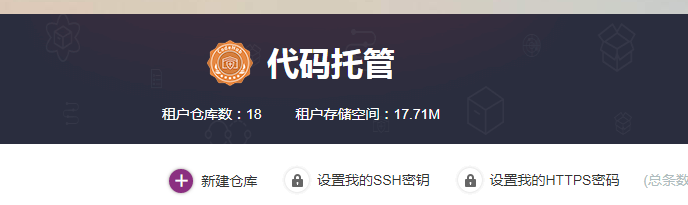 CodeHub
代码托管
租户仓库数：18 租户存储空间：17.71M
新建仓库 设置我的SSH密钥 设置我的HTTPS密码 (总条数